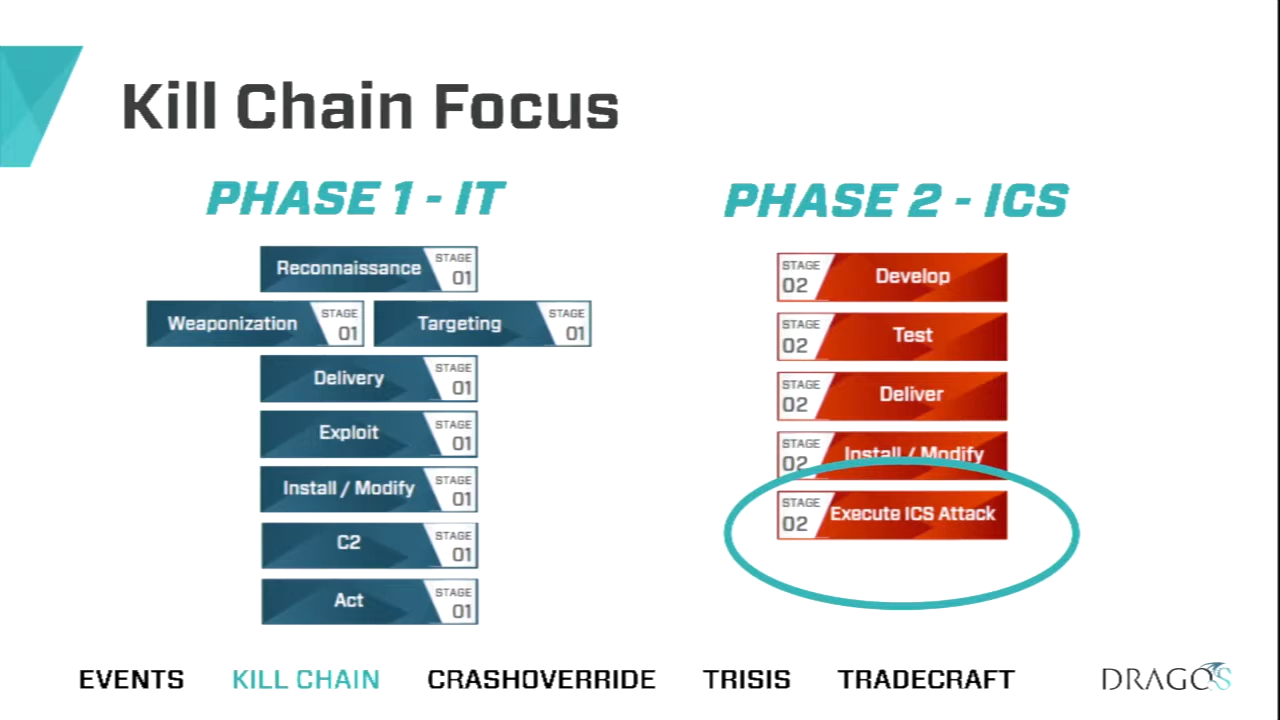 Kill Chain Focus
PHASE 1 - IT
Reconnaissance STAGE 01
Weaponization STAGE 01
Targeting STAGE 01
Delivery STAGE 01
Exploit STAGE 01
Install / Modify STAGE 01
C2 STAGE 01
Act STAGE 01
PHASE 2 - ICS
STAGE 02 Develop
STAGE 02 Test
STAGE 02 Deliver
STAGE 02 Install / Modify
STAGE 02 Execute ICS Attack
EVENTS KILL CHAIN CRASHOVERRIDE TRISIS TRADECRAFT DRAGOS